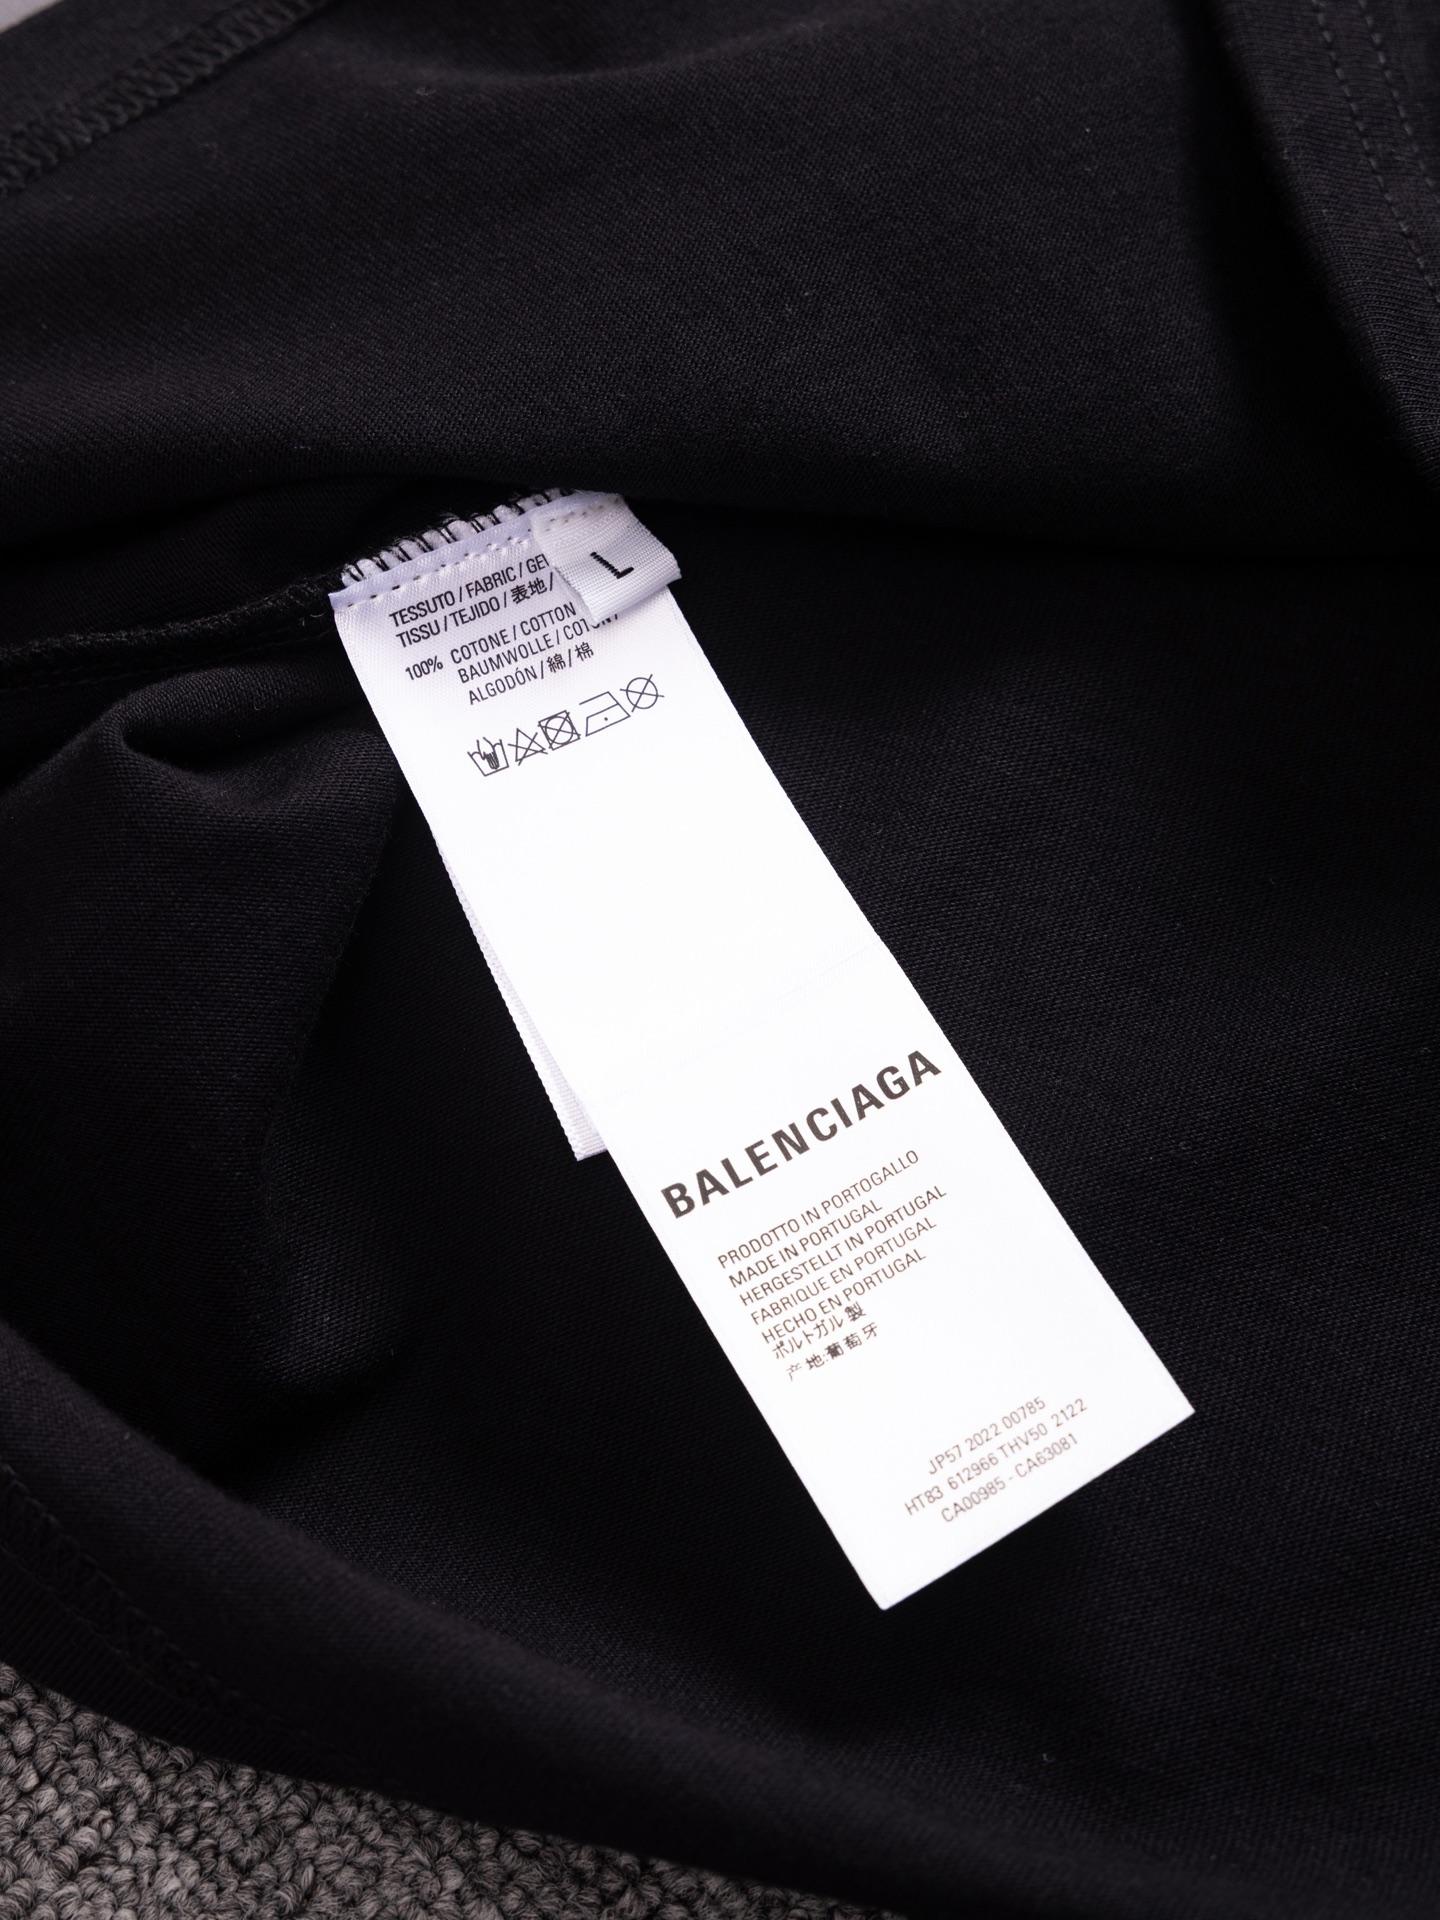 L
TESSUTO / FABRIC /
TISSU / TEJIDO / 表地 /
100% COTONE / COTTON
BAUMWOLLE /
ALGODÓN / 綿 / 棉
BALENCIAGA
PRODOTTO IN PORTOGALLO
MADE IN PORTUGAL
HERGESTELLT IN PORTUGAL
FABRIQUE EN PORTUGAL
HECHO EN PORTUGAL
ポルトガル製
产地:葡萄牙
JP57 2022 00785
HT83 612966 THV50 2122
CA00985 - CA63081